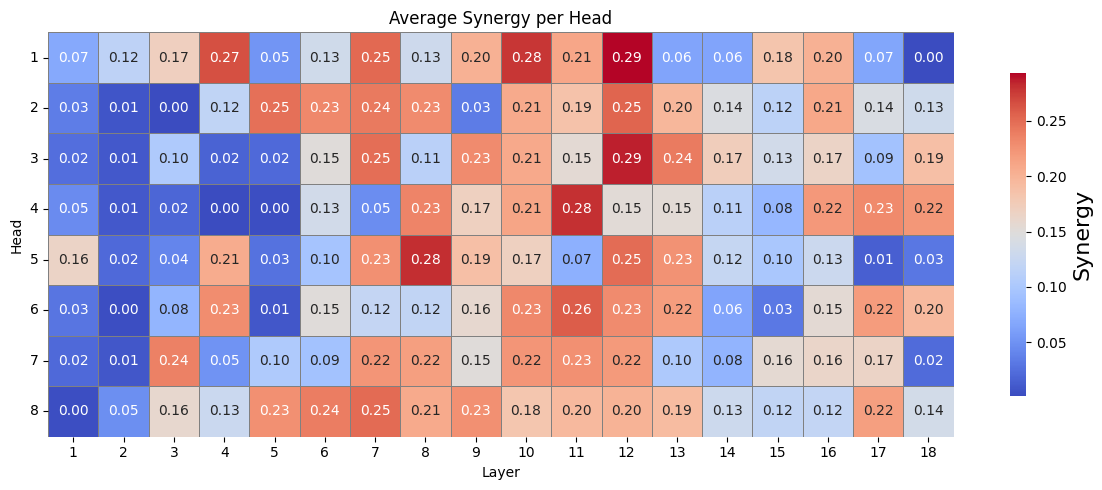 Average Synergy per Head
1 0.07 0.12 0.17 0.27 0.05 0.13 0.25 0.13 0.20 0.28 0.21 0.29 0.06 0.06 0.18 0.20 0.07 0.00
2 0.03 0.01 0.00 0.12 0.25 0.23 0.24 0.23 0.03 0.21 0.19 0.25 0.20 0.14 0.12 0.21 0.14 0.13
3 0.02 0.01 0.10 0.02 0.02 0.15 0.25 0.11 0.23 0.21 0.15 0.29 0.24 0.17 0.13 0.17 0.09 0.19
4 0.05 0.01 0.02 0.00 0.00 0.13 0.05 0.23 0.17 0.21 0.28 0.15 0.15 0.11 0.08 0.22 0.23 0.22
5 0.16 0.02 0.04 0.21 0.03 0.10 0.23 0.28 0.19 0.17 0.07 0.25 0.23 0.12 0.10 0.13 0.01 0.03
6 0.03 0.00 0.08 0.23 0.01 0.15 0.12 0.12 0.16 0.23 0.26 0.23 0.22 0.06 0.03 0.15 0.22 0.20
7 0.02 0.01 0.24 0.05 0.10 0.09 0.22 0.22 0.15 0.22 0.23 0.22 0.10 0.08 0.16 0.16 0.17 0.02
8 0.00 0.05 0.16 0.13 0.23 0.24 0.25 0.21 0.23 0.18 0.20 0.20 0.19 0.13 0.12 0.12 0.22 0.14
1 2 3 4 5 6 7 8 9 10 11 12 13 14 15 16 17 18
Layer
Head
0.25
0.20
0.15
0.10
0.05
Synergy